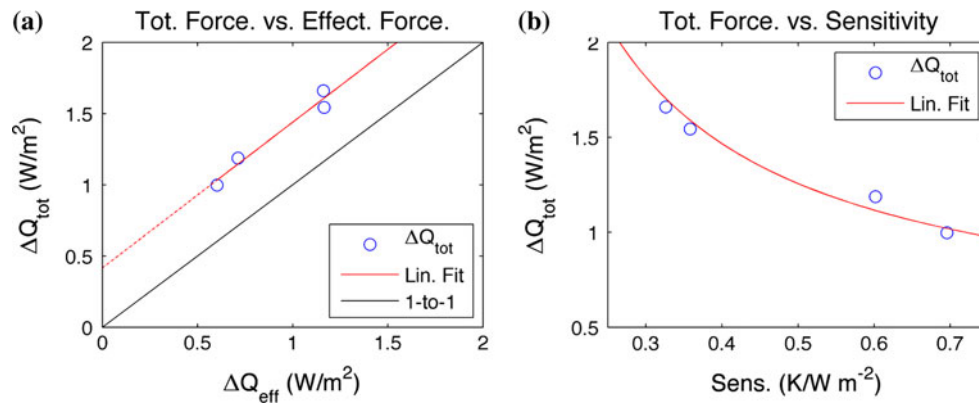 (a) Tot. Force. vs. Effect. Force.
2
1.5
1
0.5
0
ΔQtot (W/m²)
0 0.5 1 1.5 2
ΔQeff (W/m²)
ΔQtot
Lin. Fit
1-to-1
(b) Tot. Force vs. Sensitivity
2
1.5
1
0.5
ΔQtot (W/m²)
0.3 0.4 0.5 0.6 0.7
Sens. (K/W m⁻²)
ΔQtot
Lin. Fit